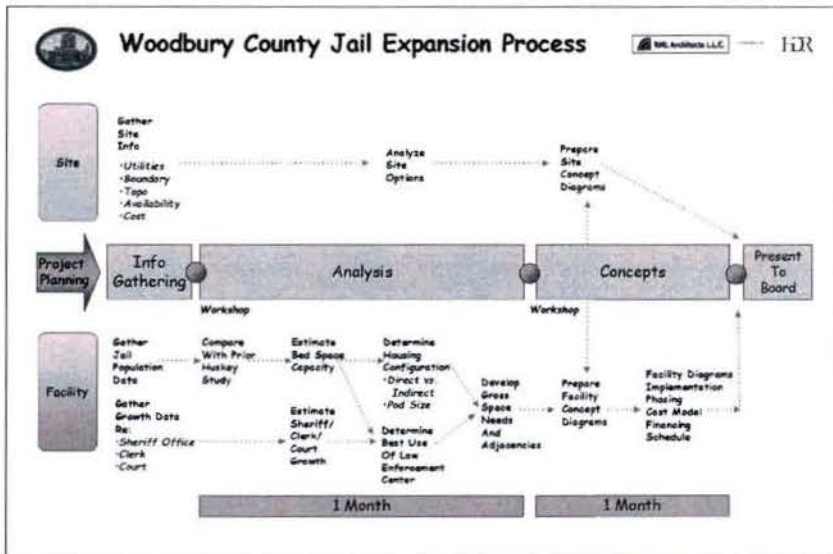 Woodbury County Jail Expansion Process
RML Architects L.L.C.
HDR
Site
Gather
Site
Info
•Utilities
•Boundary
•Topo
•Availability
•Cost
Analyze
Site
Options
Prepare
Site
Concept
Diagrams
Project
Planning
Info
Gathering
Analysis
Concepts
Present
To
Board
Workshop
Workshop
Facility
Gather
Jail
Population
Data
Compare
With Prior
Huskey
Study
Estimate
Bed Space
Capacity
Determine
Housing
Configuration
•Direct vs.
Indirect
•Pod Size
Gather
Growth Data
Re:
•Sheriff Office
•Clerk
•Court
Estimate
Sheriff/
Clerk/
Court
Growth
Determine
Best Use
Of Law
Enforcement
Center
Develop
Gross
Space
Needs
And
Adjacencies
Prepare
Facility
Concept
Diagrams
Facility Diagrams
Implementation
Phasing
Cost Model
Financing
Schedule
1 Month
1 Month